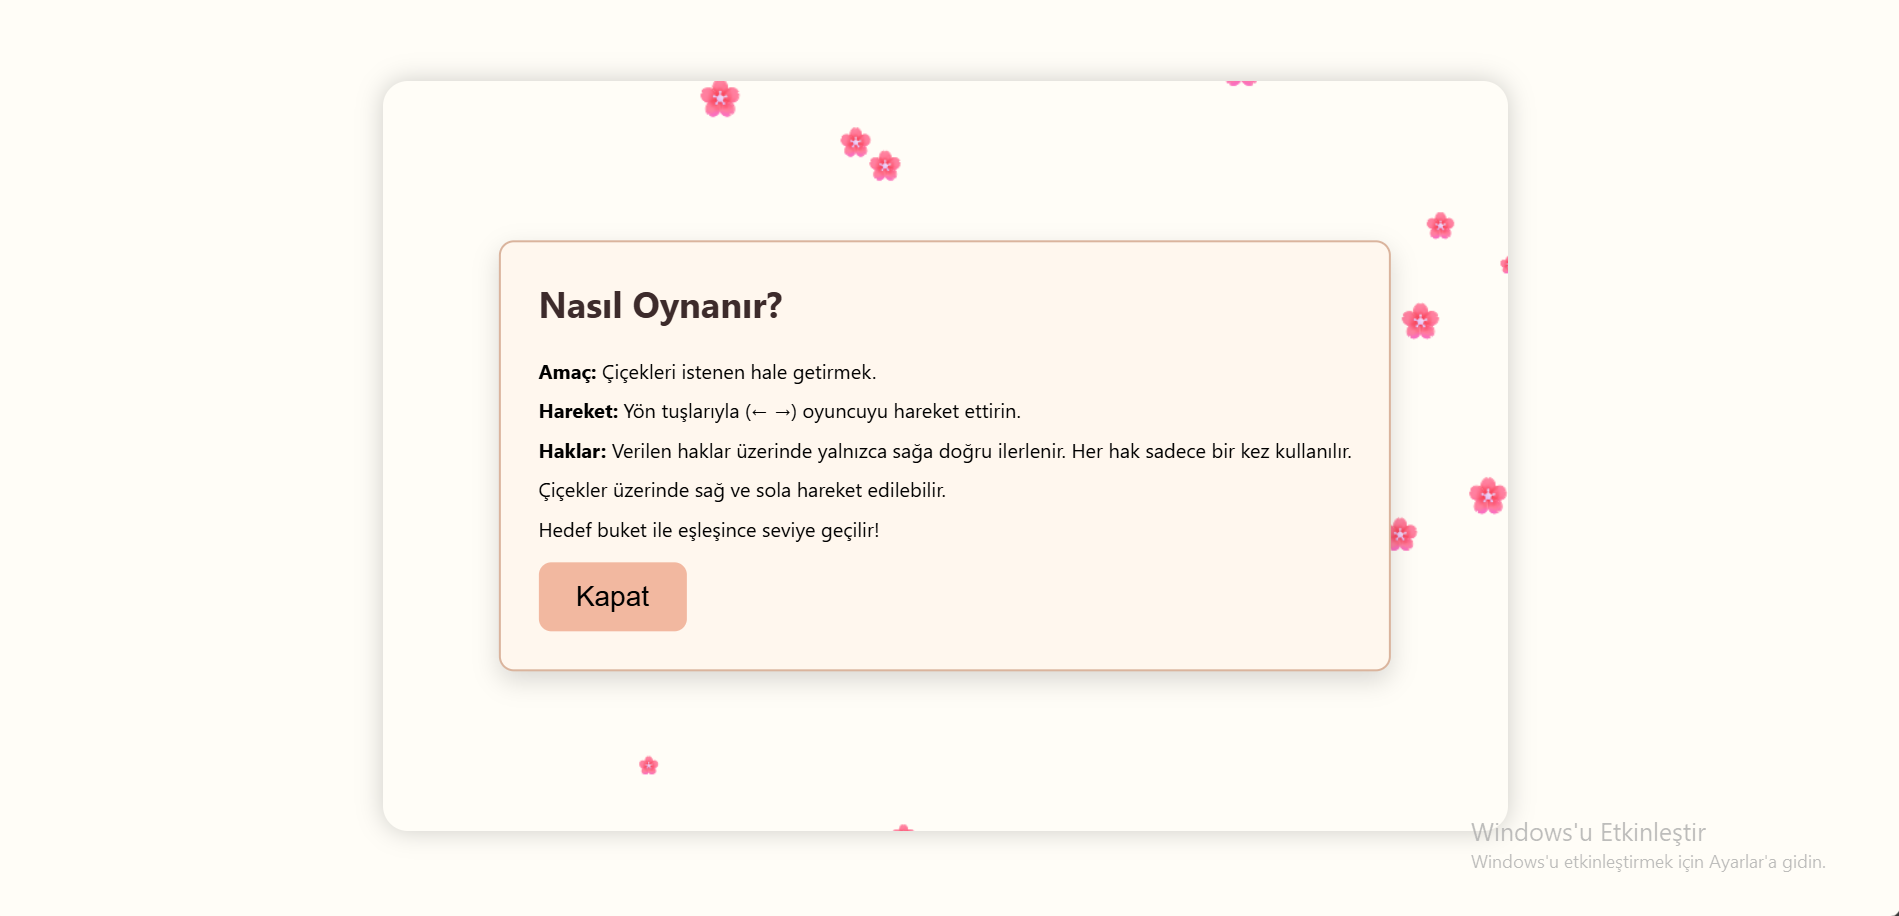 Nasıl Oynanır?
Amaç: Çiçekleri istenen hale getirmek.
Hareket: Yön tuşlarıyla (← →) oyuncuyu hareket ettirin.
Haklar: Verilen haklar üzerinde yalnızca sağa doğru ilerlenir. Her hak sadece bir kez kullanılır.
Çiçekler üzerinde sağ ve sola hareket edilebilir.
Hedef buket ile eşleşince seviye geçilir!
Kapat
Windows'u Etkinleştir
Windows'u etkinleştirmek için Ayarlar'a gidin.